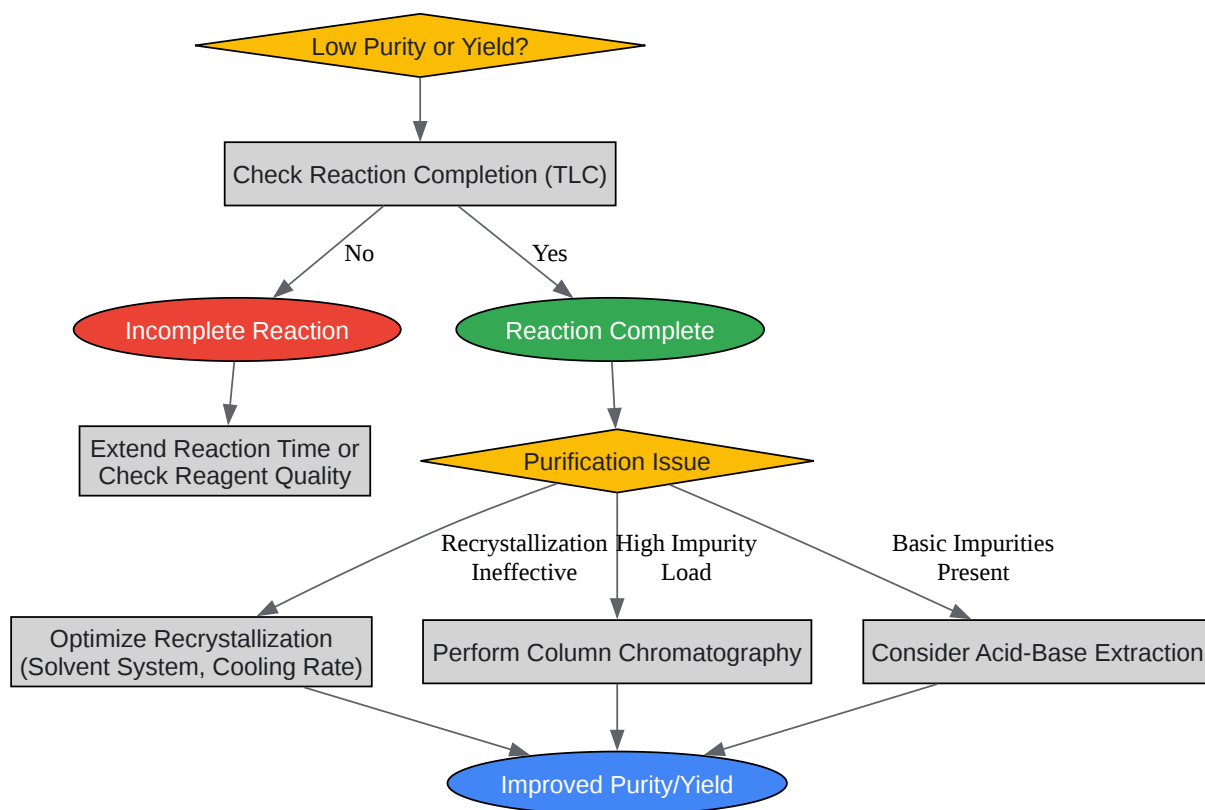 Low Purity or Yield?
Check Reaction Completion (TLC)
No
Yes
Incomplete Reaction
Reaction Complete
Extend Reaction Time or
Check Reagent Quality
Purification Issue
Recrystallization
Ineffective
High Impurity
Load
Basic Impurities
Present
Optimize Recrystallization
(Solvent System, Cooling Rate)
Perform Column Chromatography
Consider Acid-Base Extraction
Improved Purity/Yield